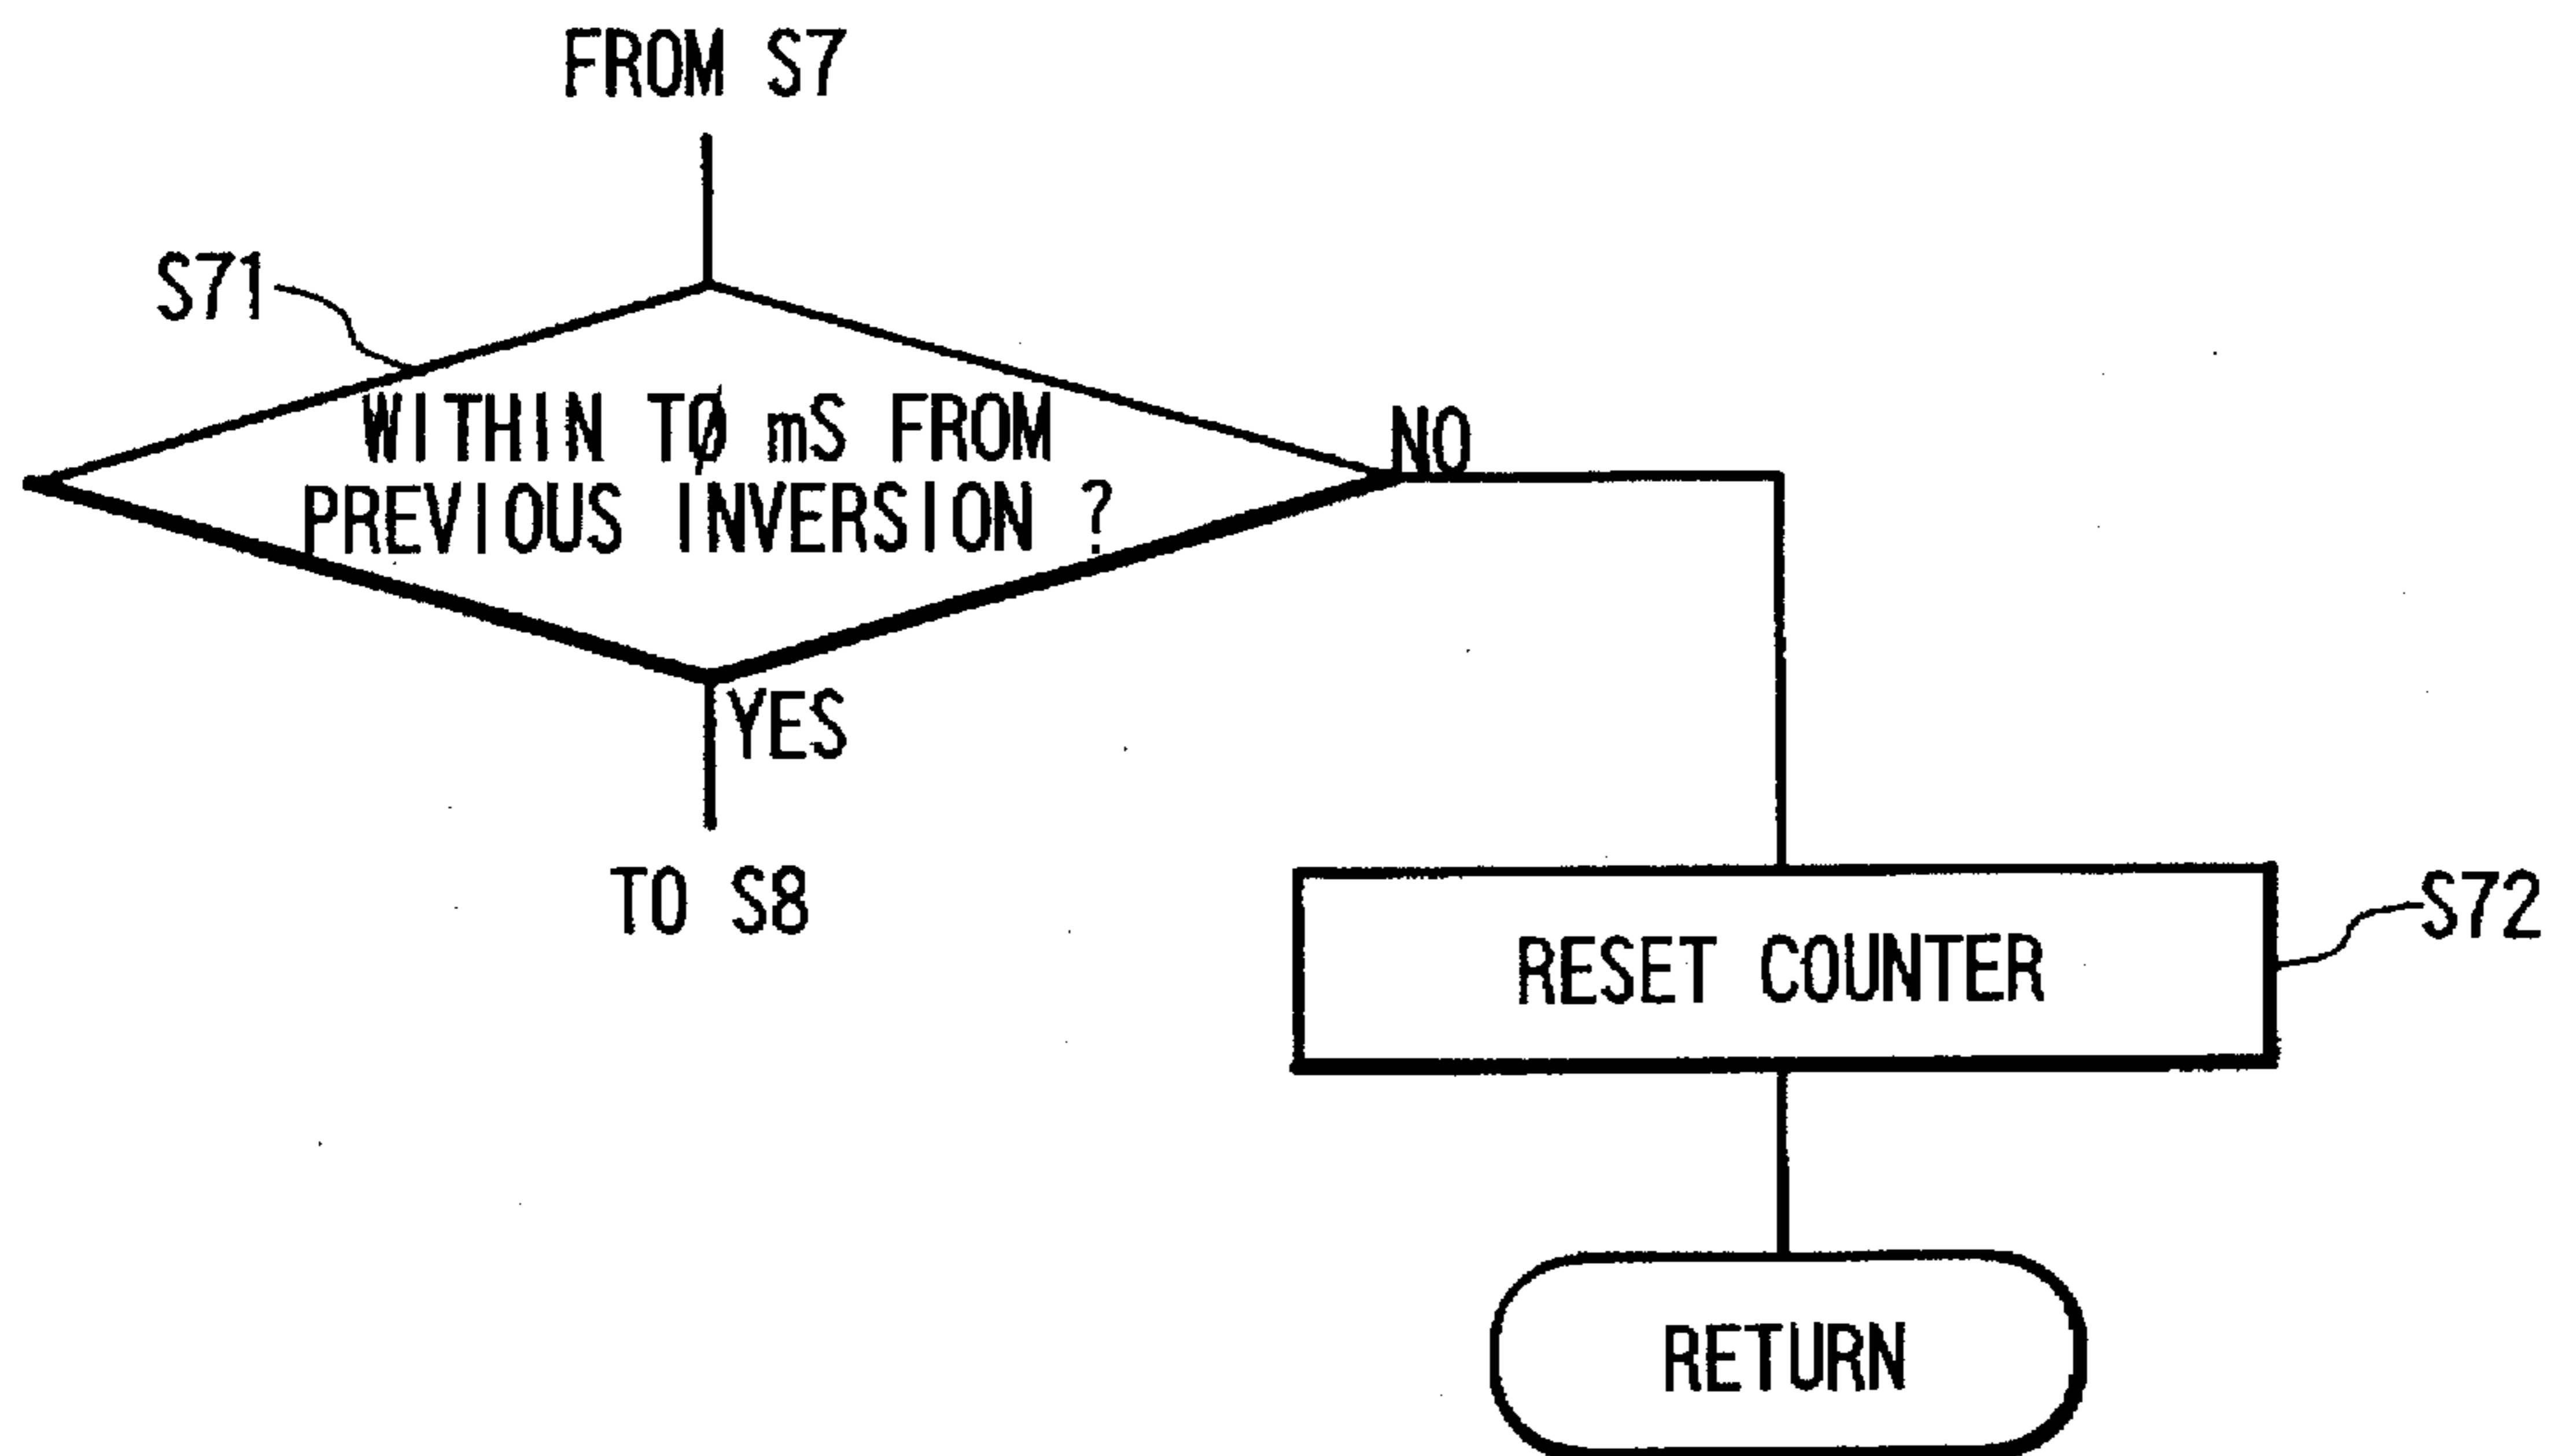 FROM S7
S71
WITHIN TØ mS FROM
PREVIOUS INVERSION ?
NO
YES
TO S8
RESET COUNTER
S72
RETURN